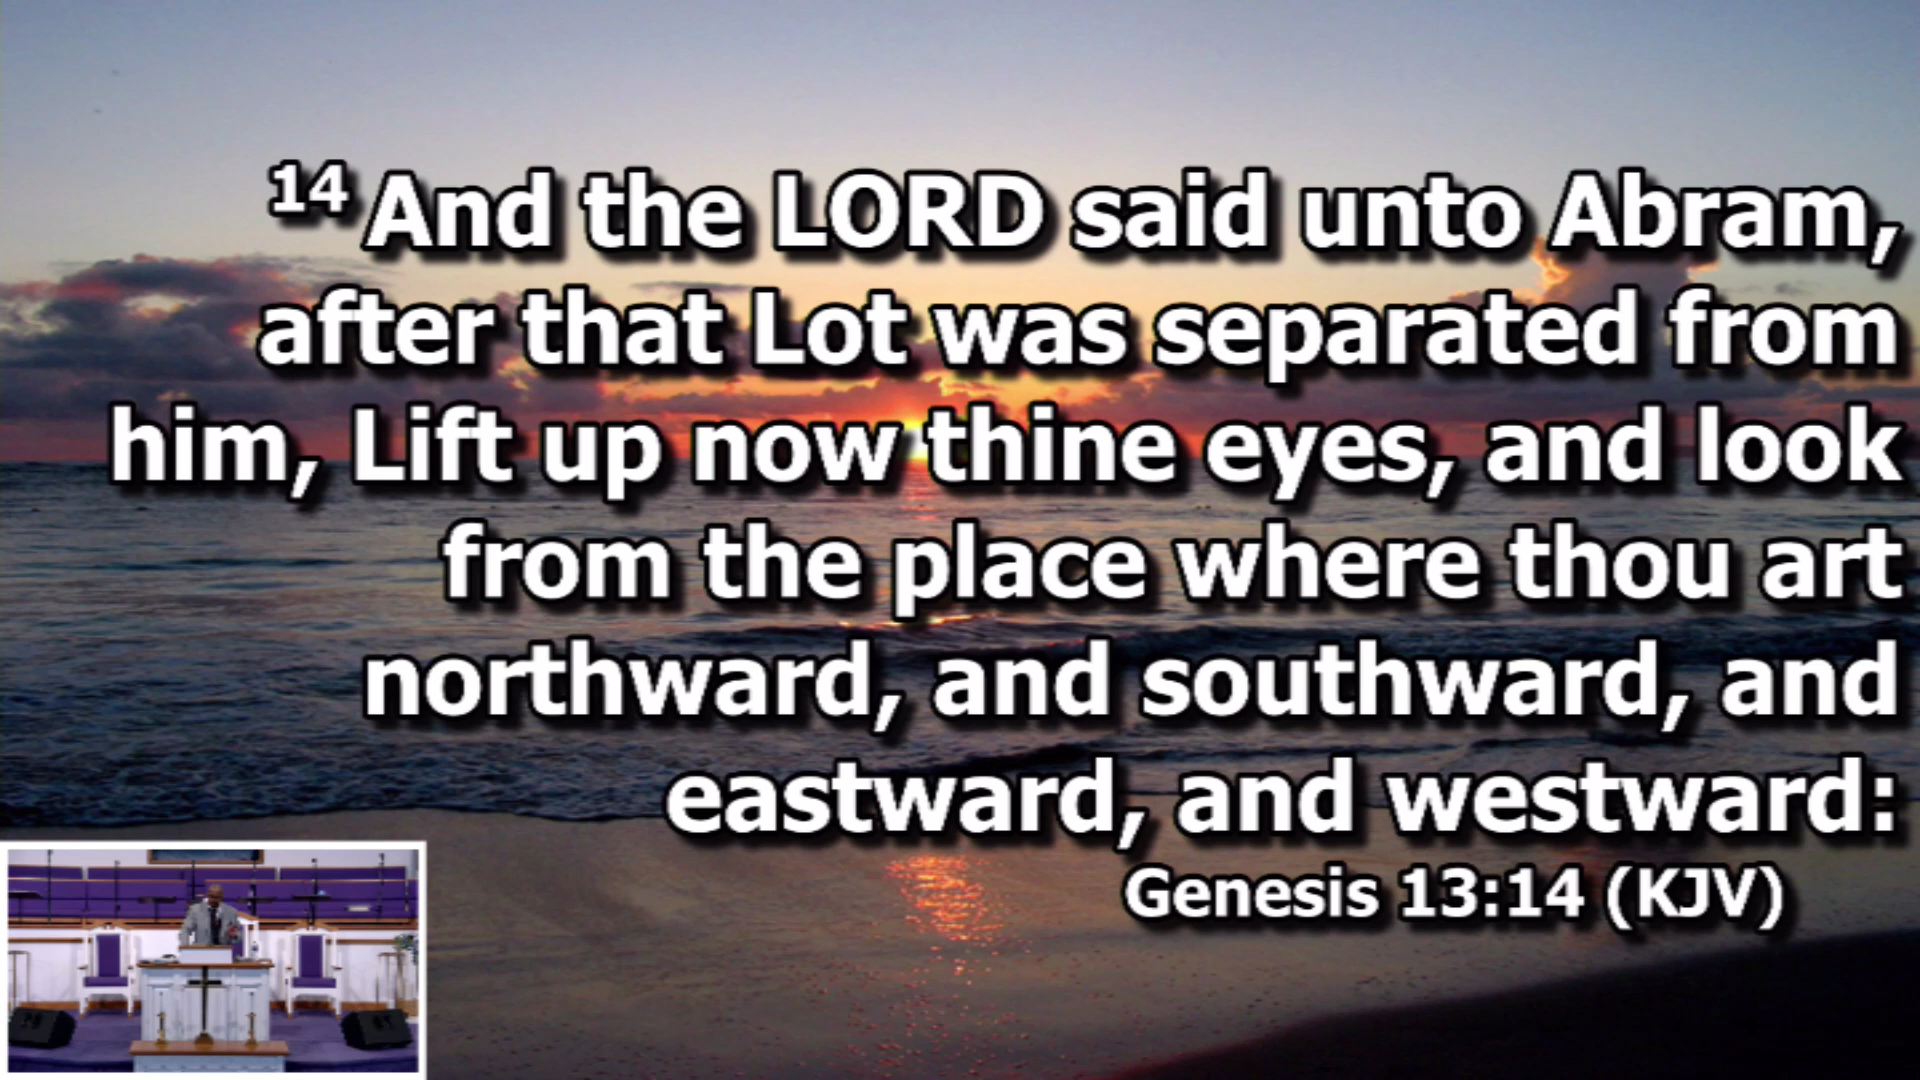 14 And the LORD said unto Abram,
after that Lot was separated from
him, Lift up now thine eyes, and look
from the place where thou art
northward, and southward, and
eastward, and westward:
Genesis 13:14 (KJV)